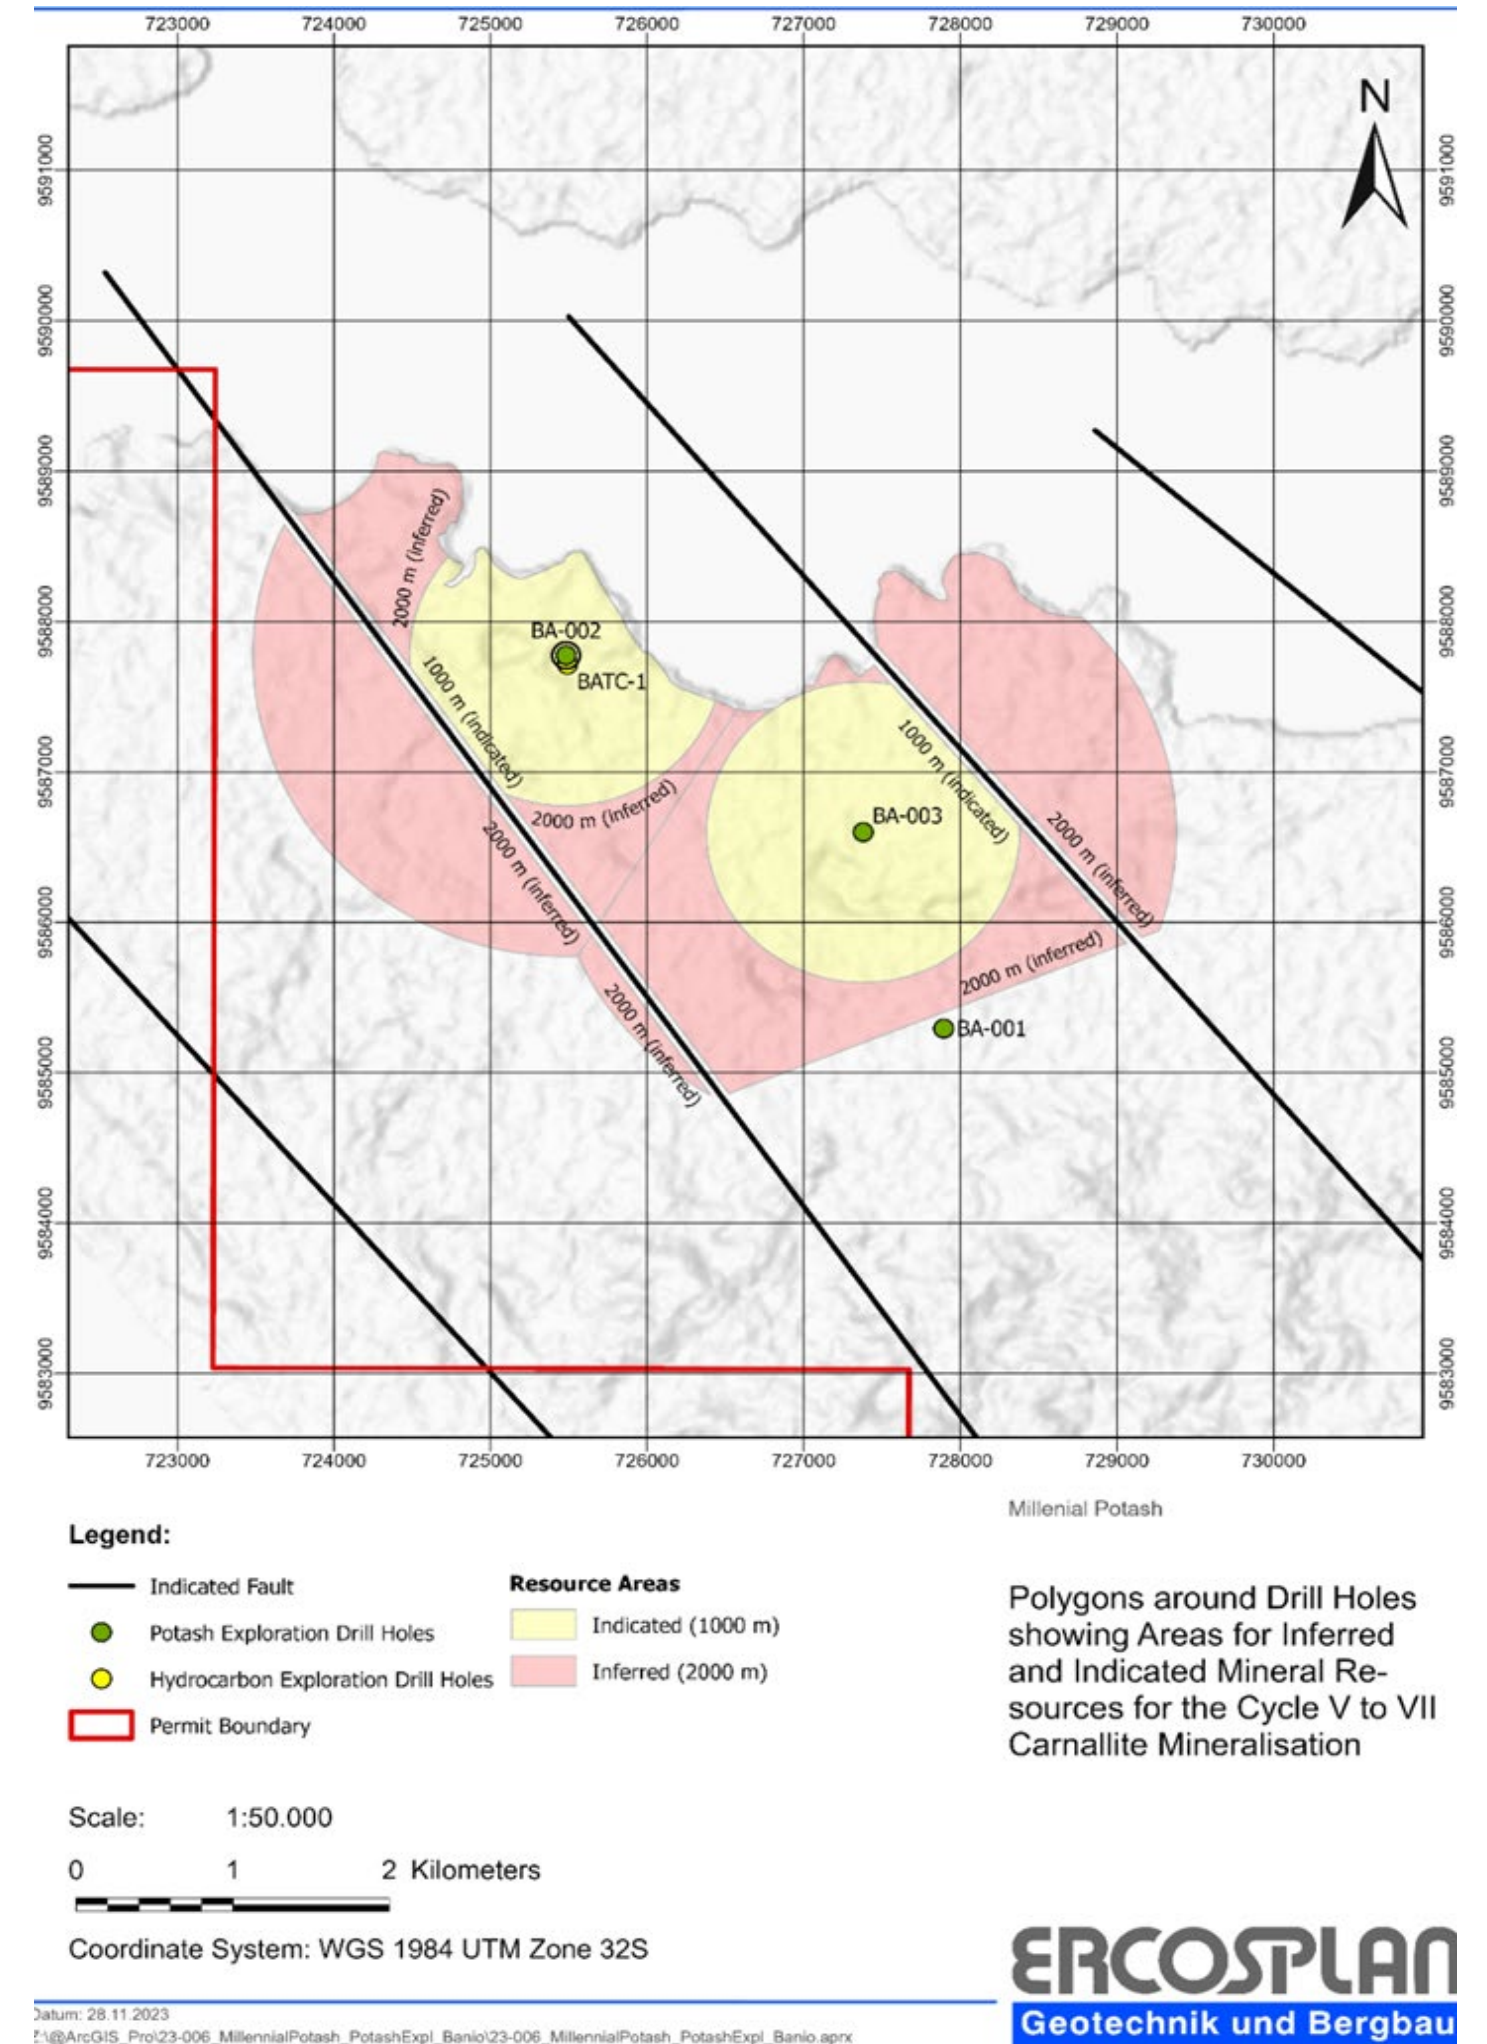 723000 724000 725000 726000 727000 728000 729000 730000
N
9591000 9591000
9590000 9590000
9589000 9589000
9588000 9588000
9587000 9587000
9586000 9586000
9585000 9585000
9584000 9584000
9583000 9583000
2000 m (inferred)
BA-002
BATC-1
1000 m (indicated)
2000 m (inferred)
2000 m (inferred)
1000 m (indicated)
BA-003
2000 m (inferred)
2000 m (inferred)
2000 m (inferred)
BA-001
723000 724000 725000 726000 727000 728000 729000 730000
Legend:
Indicated Fault
Potash Exploration Drill Holes
Hydrocarbon Exploration Drill Holes
Permit Boundary
Resource Areas
Indicated (1000 m)
Inferred (2000 m)
Millenial Potash
Polygons around Drill Holes
showing Areas for Inferred
and Indicated Mineral Re-
sources for the Cycle V to VII
Carnallite Mineralisation
Scale: 1:50.000
0 1 2 Kilometers
Coordinate System: WGS 1984 UTM Zone 32S
ERCOSPLAN
Geotechnik und Bergbau
Datum: 28.11.2023
Z:\@ArcGIS_Pro\23-006_MillennialPotash_PotashExpl_Banio\23-006_MillennialPotash_PotashExpl_Banio.aprx